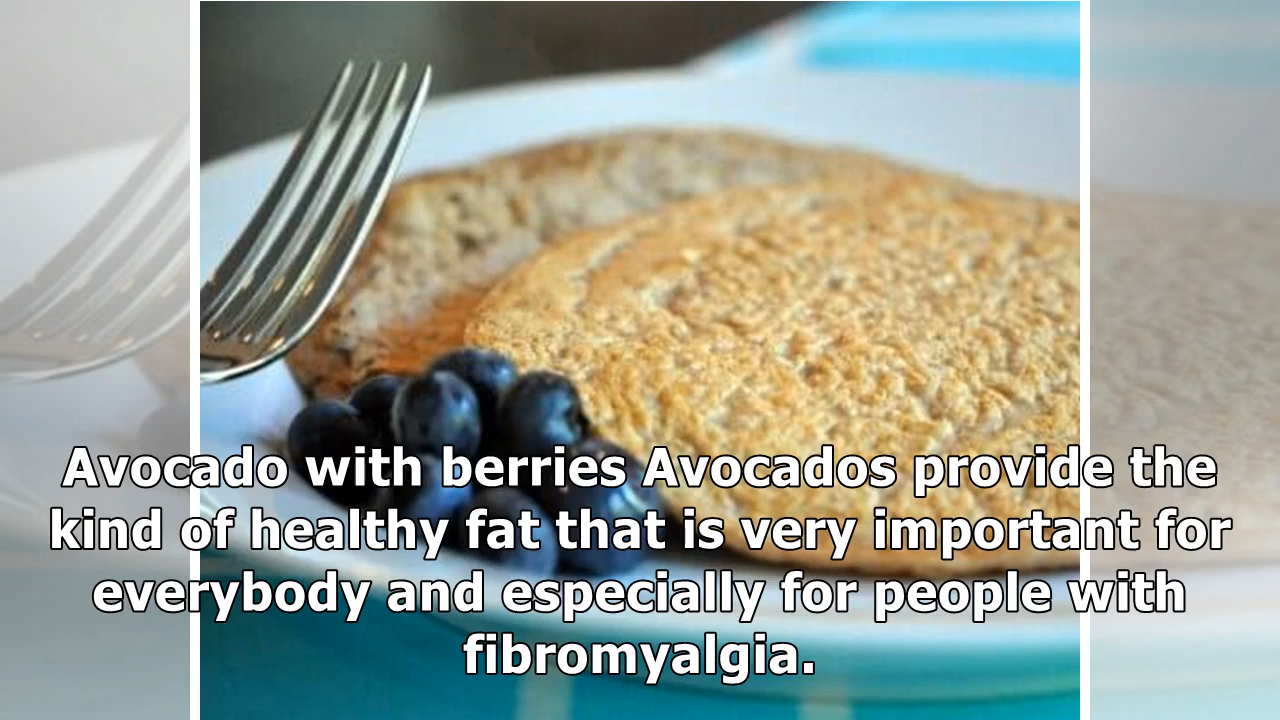 Avocado with berries Avocados provide the
kind of healthy fat that is very important for
everybody and especially for people with
fibromyalgia.